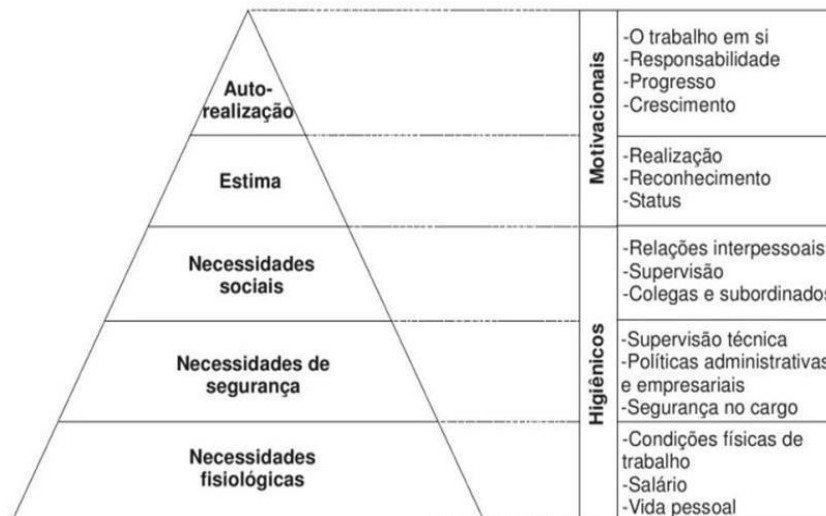 Auto-
realização
Estima
Necessidades
sociais
Necessidades de
segurança
Necessidades
fisiológicas
Motivacionais
Higiênicos
-O trabalho em si
-Responsabilidade
-Progresso
-Crescimento
-Realização
-Reconhecimento
-Status
-Relações interpessoais
-Supervisão
-Colegas e subordinados
-Supervisão técnica
-Políticas administrativas
e empresariais
-Segurança no cargo
-Condições físicas de
trabalho
-Salário
-Vida pessoal